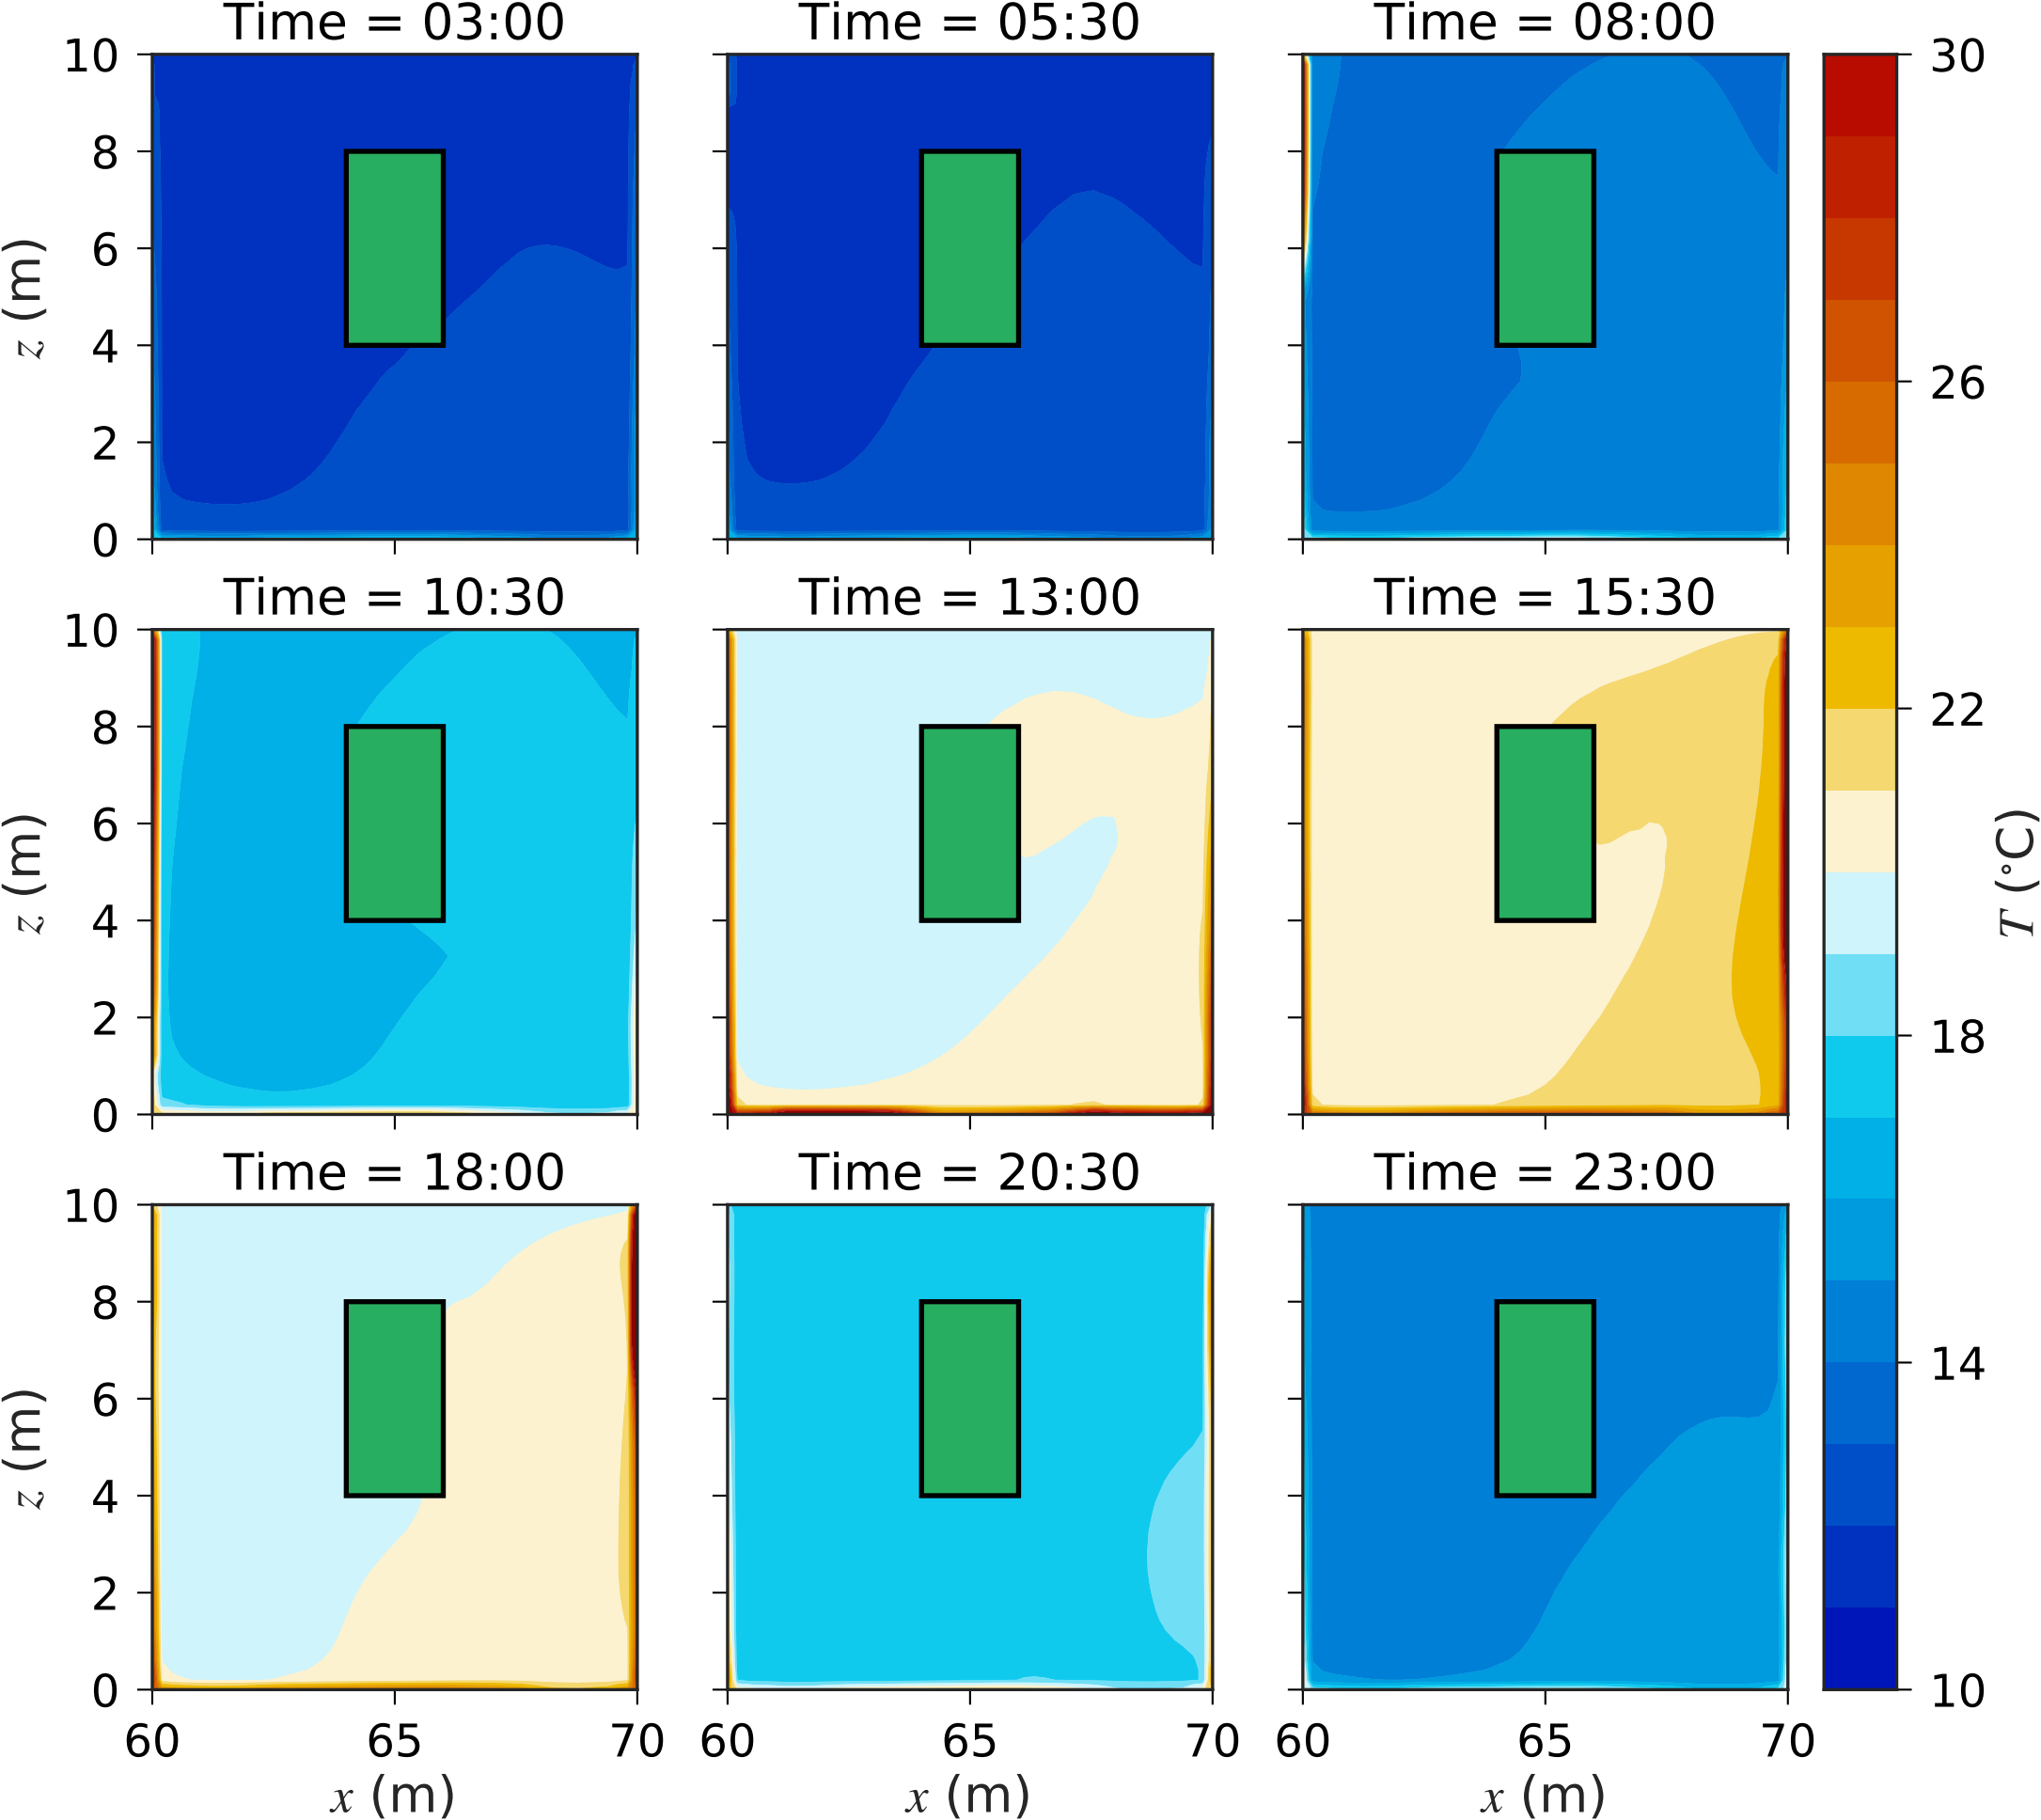 Time = 03:00
Time = 05:30
Time = 08:00
10
8
6
4
2
0
z (m)
Time = 10:30
Time = 13:00
Time = 15:30
10
8
6
4
2
0
z (m)
Time = 18:00
Time = 20:30
Time = 23:00
10
8
6
4
2
0
z (m)
60
65
70
60
65
70
60
65
70
x (m)
x (m)
x (m)
30
26
22
18
14
10
T (°C)